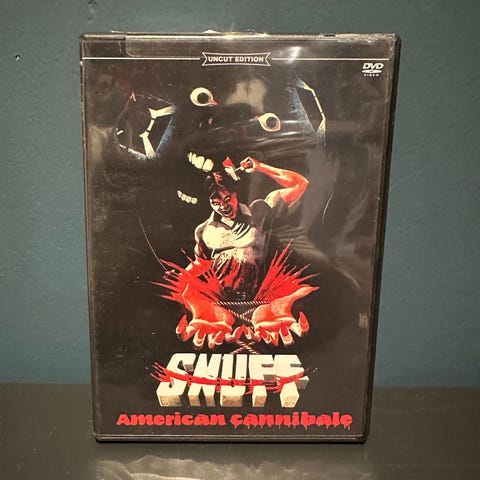 UNCUT EDITION
DVD
VIDEO
SNUFF
American Cannibale